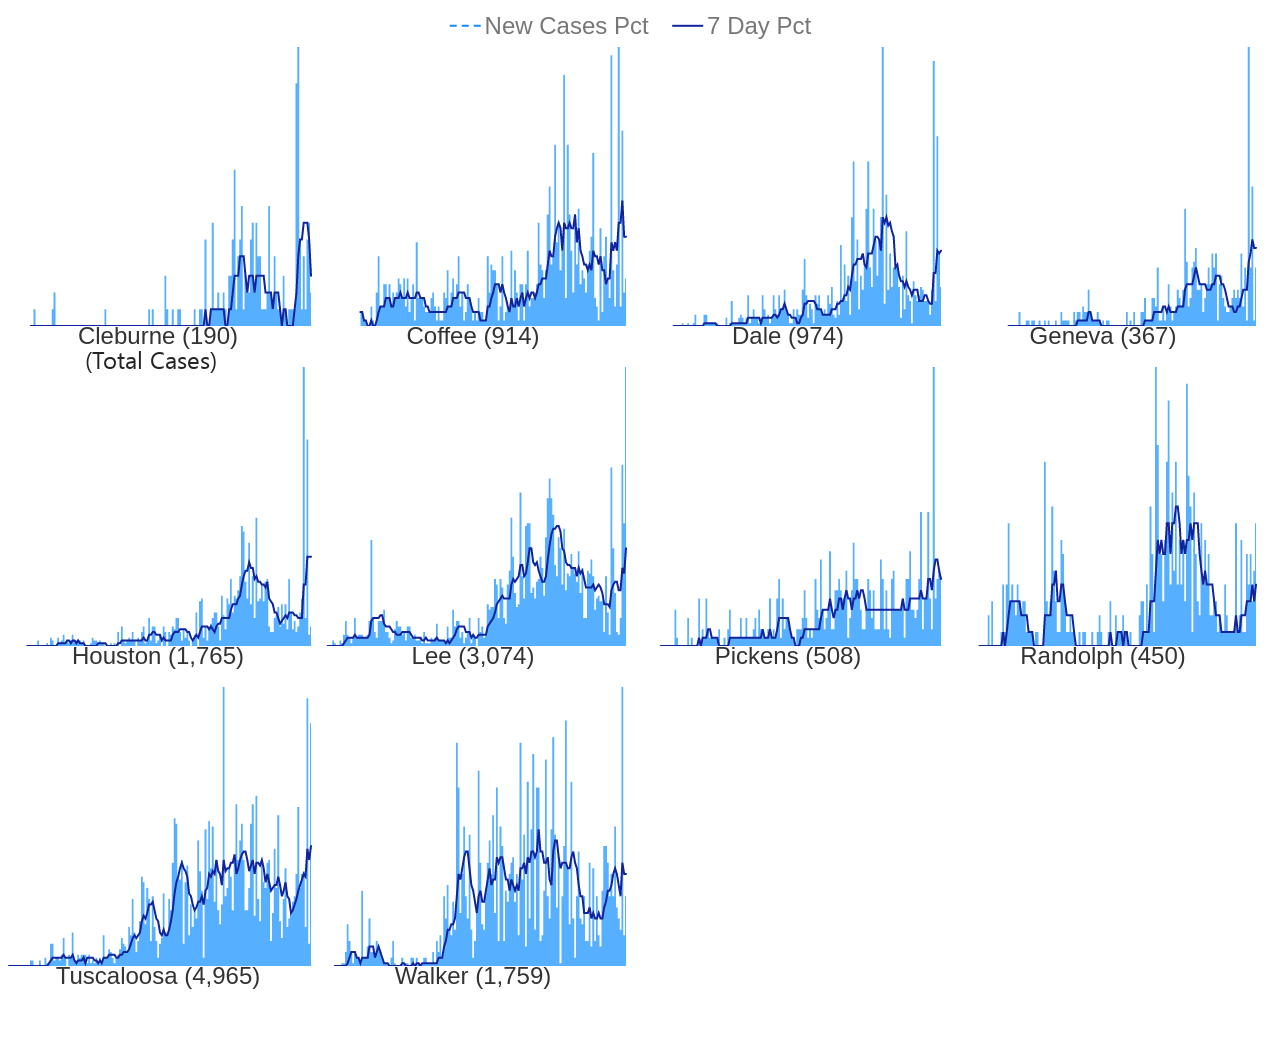 New Cases Pct 7 Day Pct
Cleburne (190) Coffee (914) Dale (974) Geneva (367)
(Total Cases)
Houston (1,765) Lee (3,074) Pickens (508) Randolph (450)
Tuscaloosa (4,965) Walker (1,759)